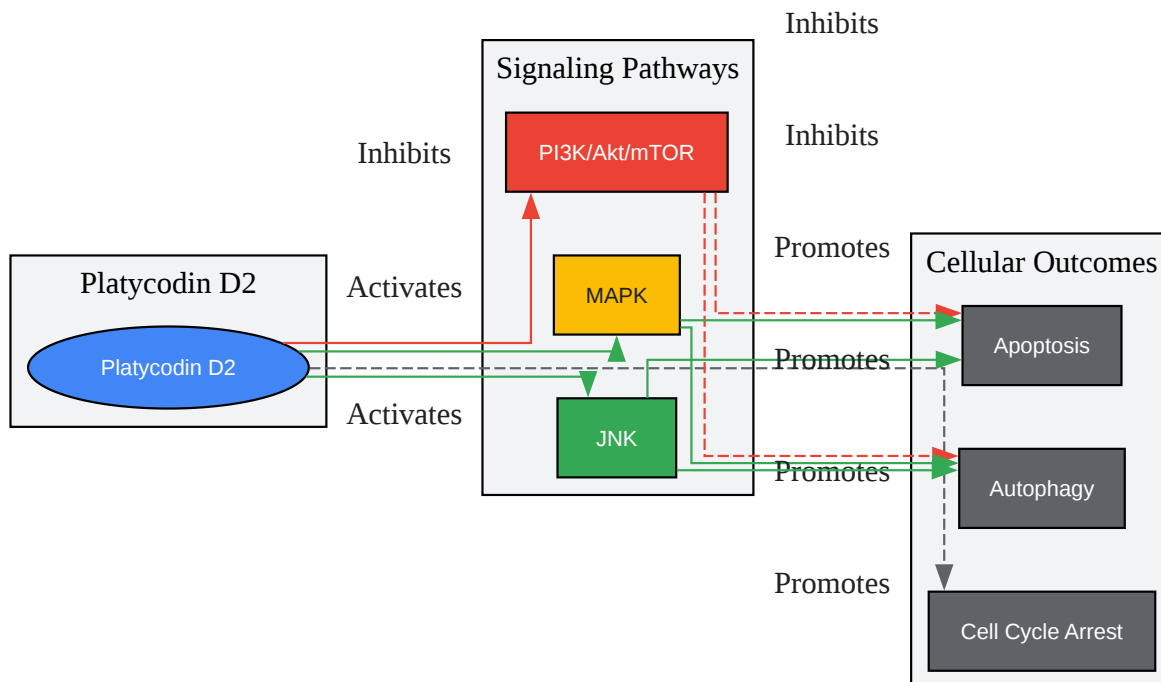 Inhibits
Signaling Pathways
Inhibits
PI3K/Akt/mTOR
Inhibits
Promotes
Cellular Outcomes
Platycodin D2
Activates
MAPK
Apoptosis
Promotes
Platycodin D2
Activates
JNK
Promotes
Autophagy
Promotes
Cell Cycle Arrest